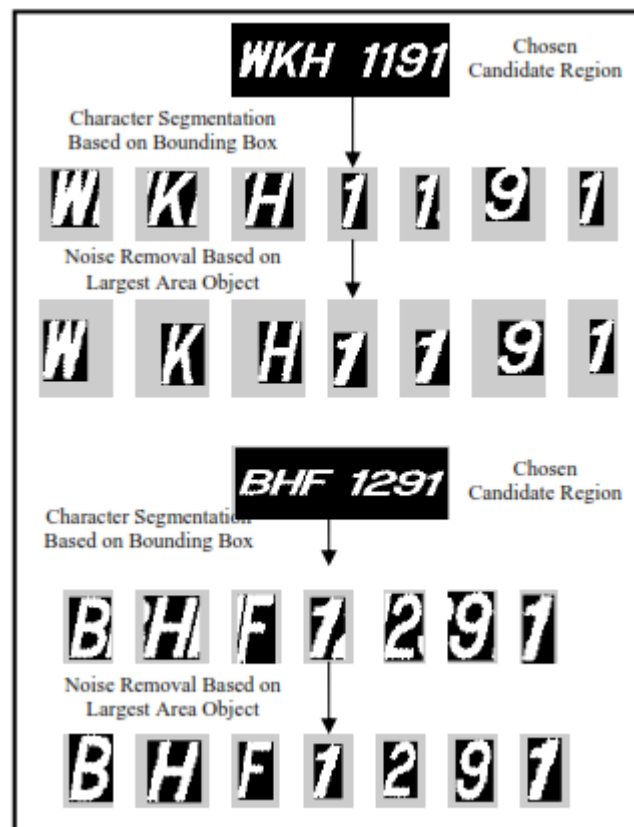 WKH 1191
Chosen
Candidate Region
Character Segmentation
Based on Bounding Box
W K H 1 1 9 1
Noise Removal Based on
Largest Area Object
W K H 1 1 9 1
BHF 1291
Chosen
Candidate Region
Character Segmentation
Based on Bounding Box
B H F 1 2 9 1
Noise Removal Based on
Largest Area Object
B H F 1 2 9 1